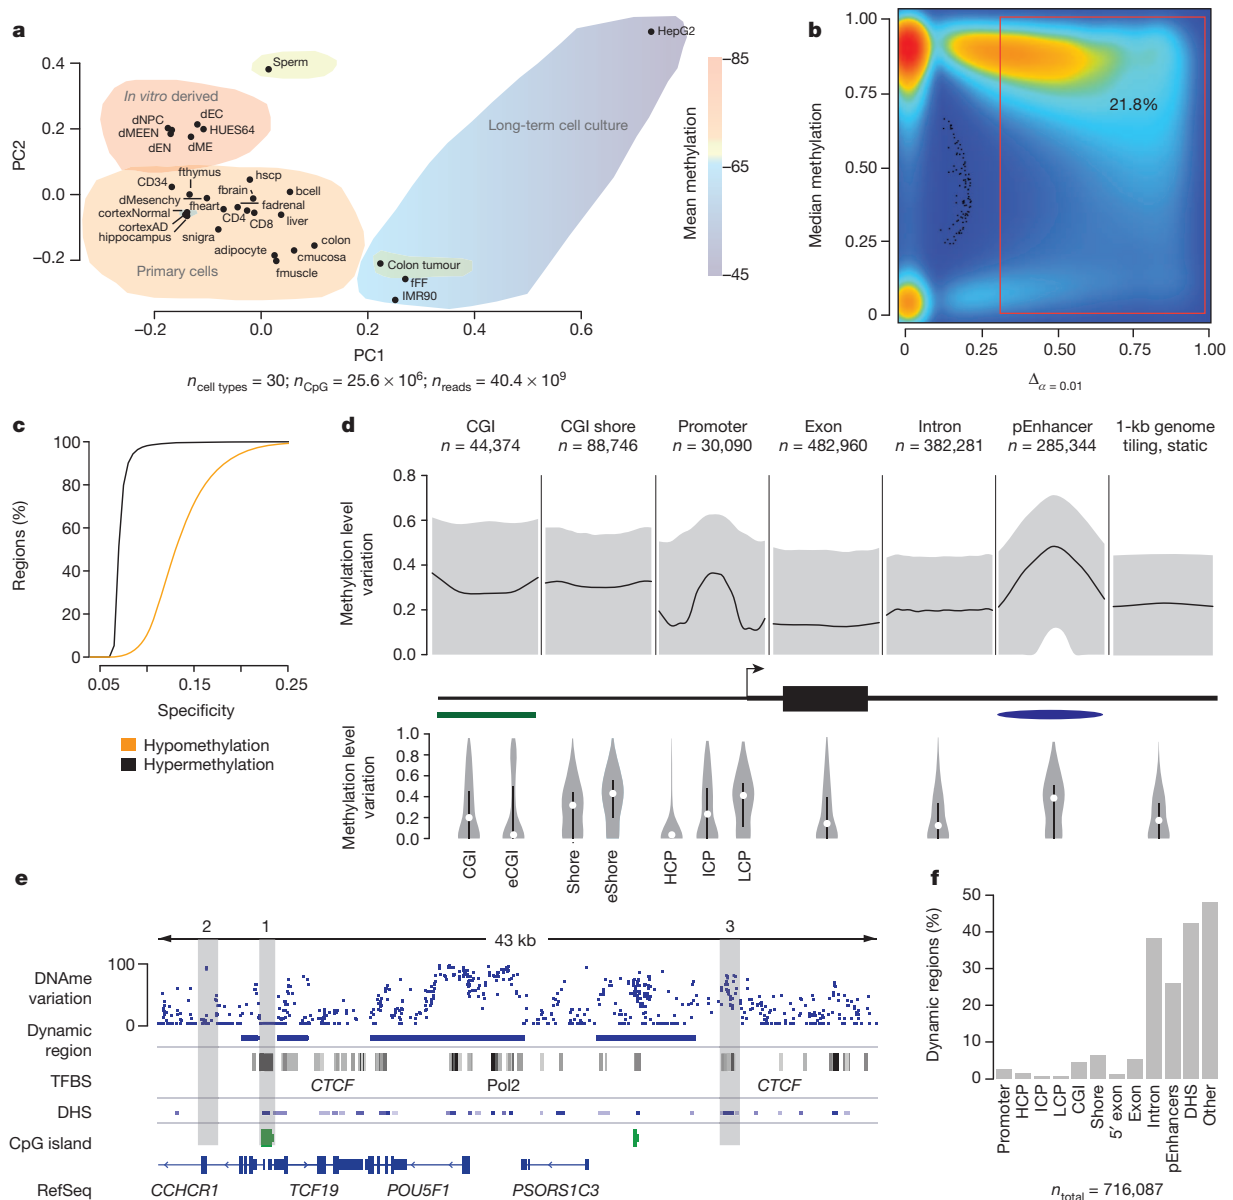 a
0.4
0.2
0.0
−0.2
PC2
−0.2
0.0
0.2
0.4
0.6
PC1
Sperm
In vitro derived
dNPC
dEC
dMEEN
HUES64
dEN
dME
fthymus
CD34
hscp
fbrain
bcell
dMesenchy
fheart
fadrenal
cortexNormal
CD4
CD8
liver
cortexAD
hippocampus
snigra
adipocyte
colon
cmucosa
fmuscle
Primary cells
Colon tumour
fFF
IMR90
Long-term cell culture
HepG2
Mean methylation
−85
−65
−45
n cell types = 30; n CpG = 25.6 × 10⁶; n reads = 40.4 × 10⁹
b
1.00
0.75
0.50
0.25
0
Median methylation
21.8%
0
0.25
0.50
0.75
1.00
Δα = 0.01
c
100
80
60
40
20
0
Regions (%)
0.05
0.15
0.25
Specificity
Hypomethylation
Hypermethylation
d
CGI
n = 44,374
CGI shore
n = 88,746
Promoter
n = 30,090
Exon
n = 482,960
Intron
n = 382,281
pEnhancer
n = 285,344
1-kb genome
tiling, static
Methylation level
variation
0.8
0.6
0.4
0.2
0.0
Methylation level
variation
1.0
0.8
0.6
0.4
0.2
0.0
CGI
eCGI
Shore
eShore
HCP
ICP
LCP
e
2
1
3
43 kb
DNAme
variation
100
0
Dynamic
region
TFBS
CTCF
Pol2
CTCF
DHS
CpG island
RefSeq
CCHCR1
TCF19
POU5F1
PSORS1C3
f
50
40
30
20
10
0
Dynamic regions (%)
Promoter
HCP
ICP
LCP
CGI
Shore
5′ exon
Exon
Intron
pEnhancers
DHS
Other
n total = 716,087